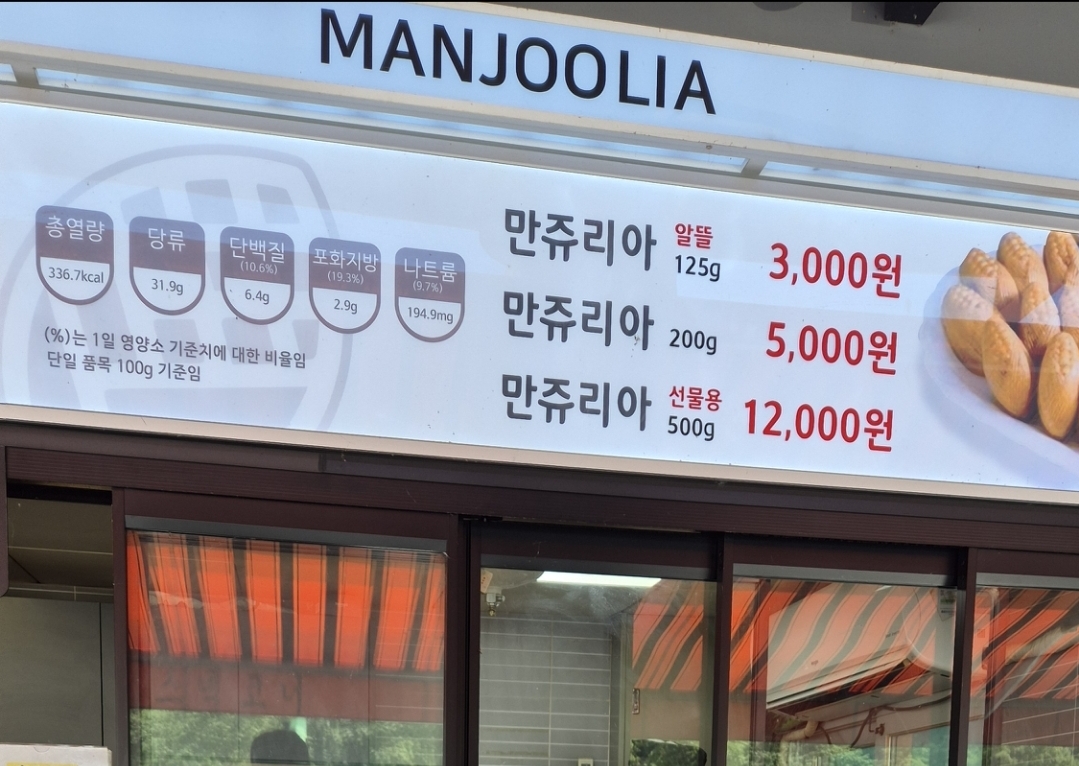 MANJOOLIA
총열량
336.7kcal
당류
31.9g
단백질
(10.6%)
6.4g
포화지방
(19.3%)
2.9g
나트륨
(9.7%)
194.9mg
(%)는 1일 영양소 기준치에 대한 비율임
단일 품목 100g 기준임
만쥬리아 알뜰 125g 3,000원
만쥬리아 200g 5,000원
만쥬리아 선물용 500g 12,000원